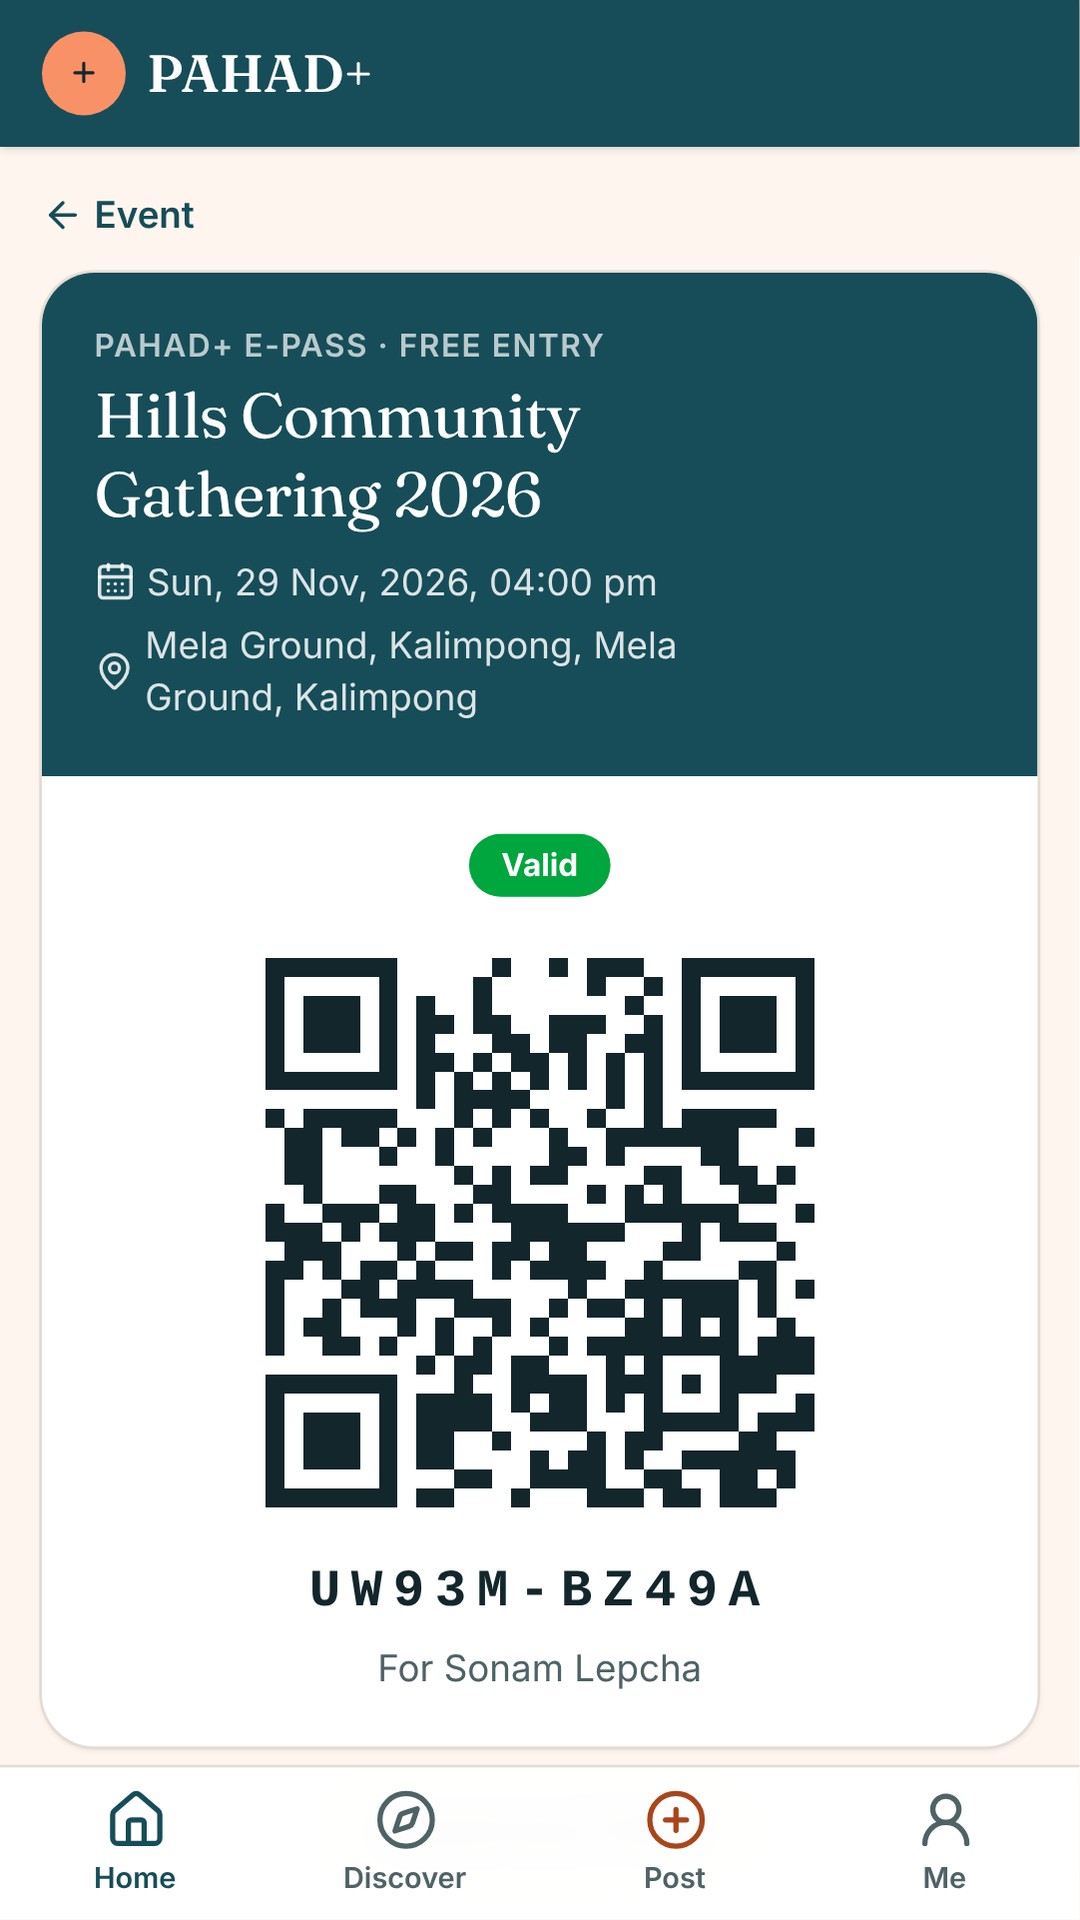 + PAHAD+
← Event
PAHAD+ E-PASS · FREE ENTRY
Hills Community
Gathering 2026
Sun, 29 Nov, 2026, 04:00 pm
Mela Ground, Kalimpong, Mela
Ground, Kalimpong
Valid
UW93M-BZ49A
For Sonam Lepcha
Home Discover Post Me